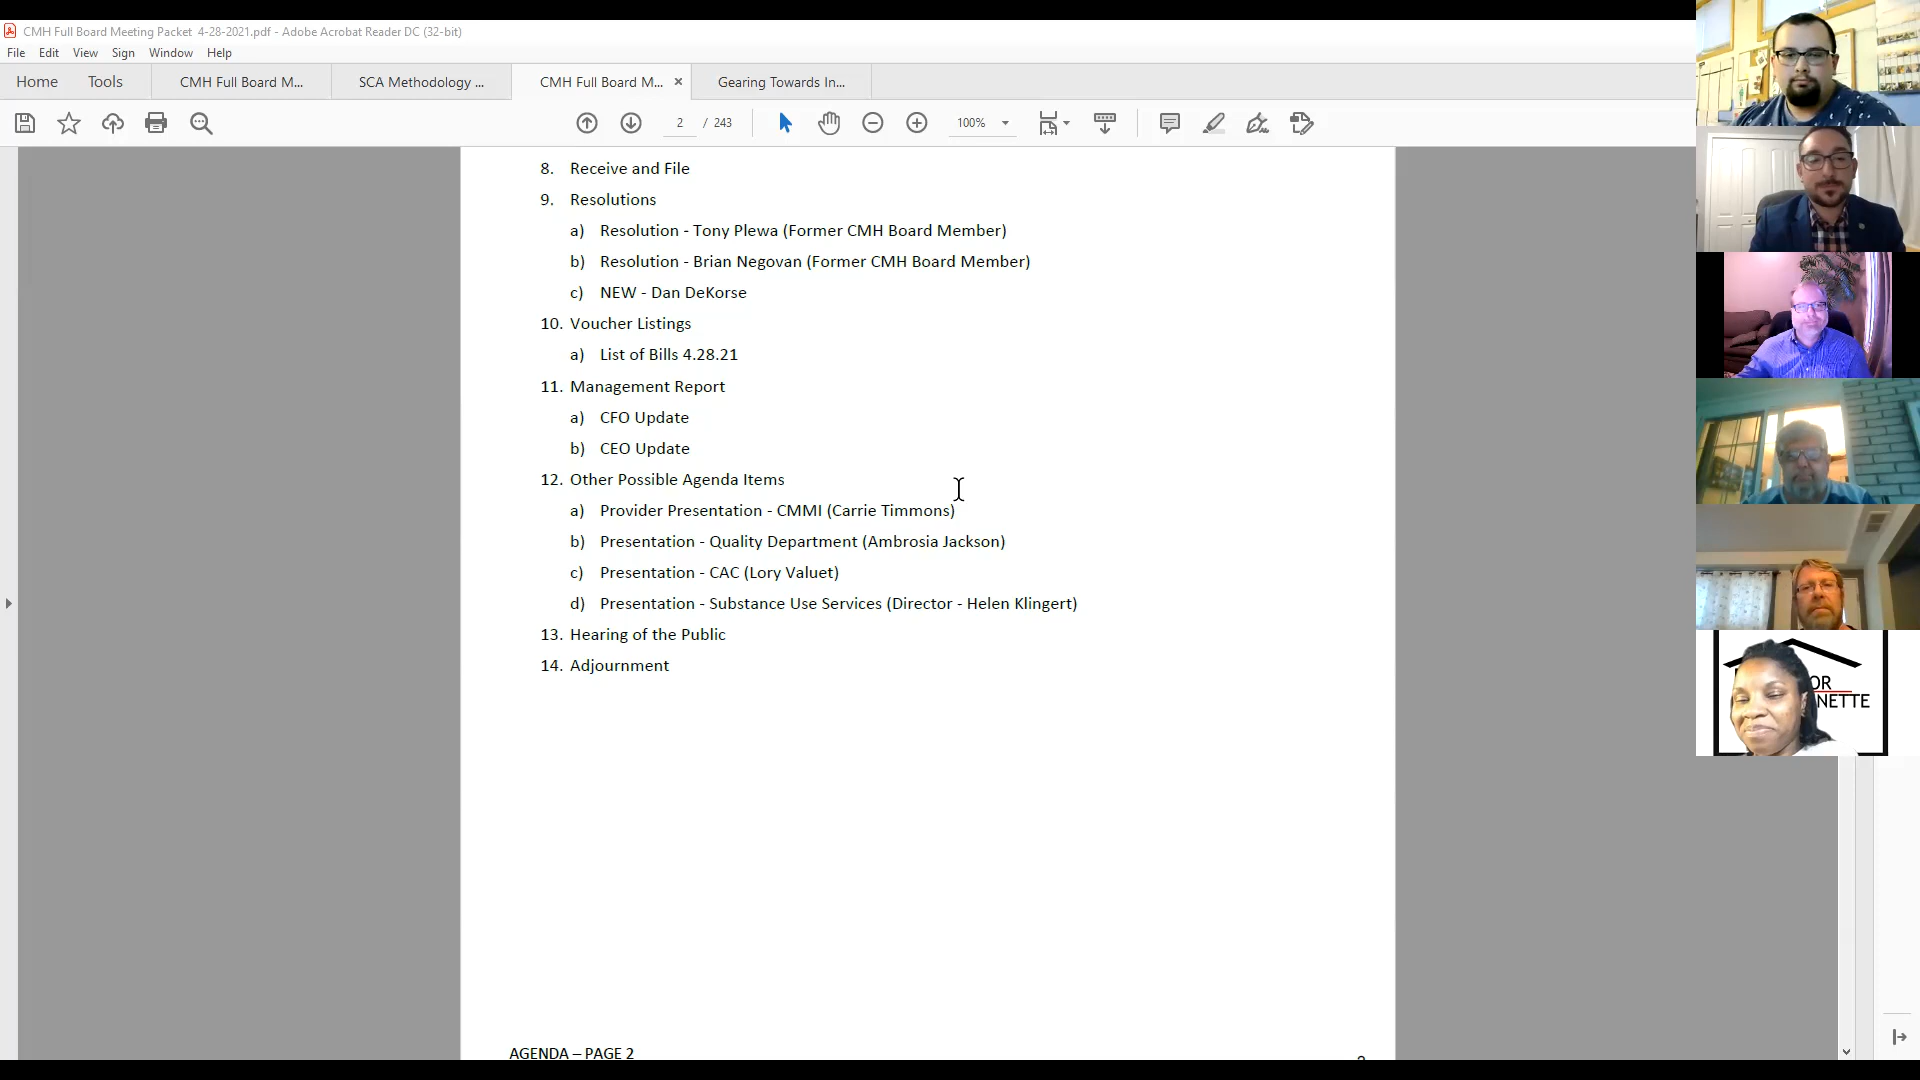 CMH Full Board Meeting Packet 4-28-2021.pdf - Adobe Acrobat Reader DC (32-bit)
File Edit View Sign Window Help
Home Tools CMH Full Board M... SCA Methodology ... CMH Full Board M... × Gearing Towards In...
2 / 243 100%
8. Receive and File
9. Resolutions
a) Resolution - Tony Plewa (Former CMH Board Member)
b) Resolution - Brian Negovan (Former CMH Board Member)
c) NEW - Dan DeKorse
10. Voucher Listings
a) List of Bills 4.28.21
11. Management Report
a) CFO Update
b) CEO Update
12. Other Possible Agenda Items
a) Provider Presentation - CMMI (Carrie Timmons)
b) Presentation - Quality Department (Ambrosia Jackson)
c) Presentation - CAC (Lory Valuet)
d) Presentation - Substance Use Services (Director - Helen Klingert)
13. Hearing of the Public
14. Adjournment
AGENDA – PAGE 2
OR
NETTE